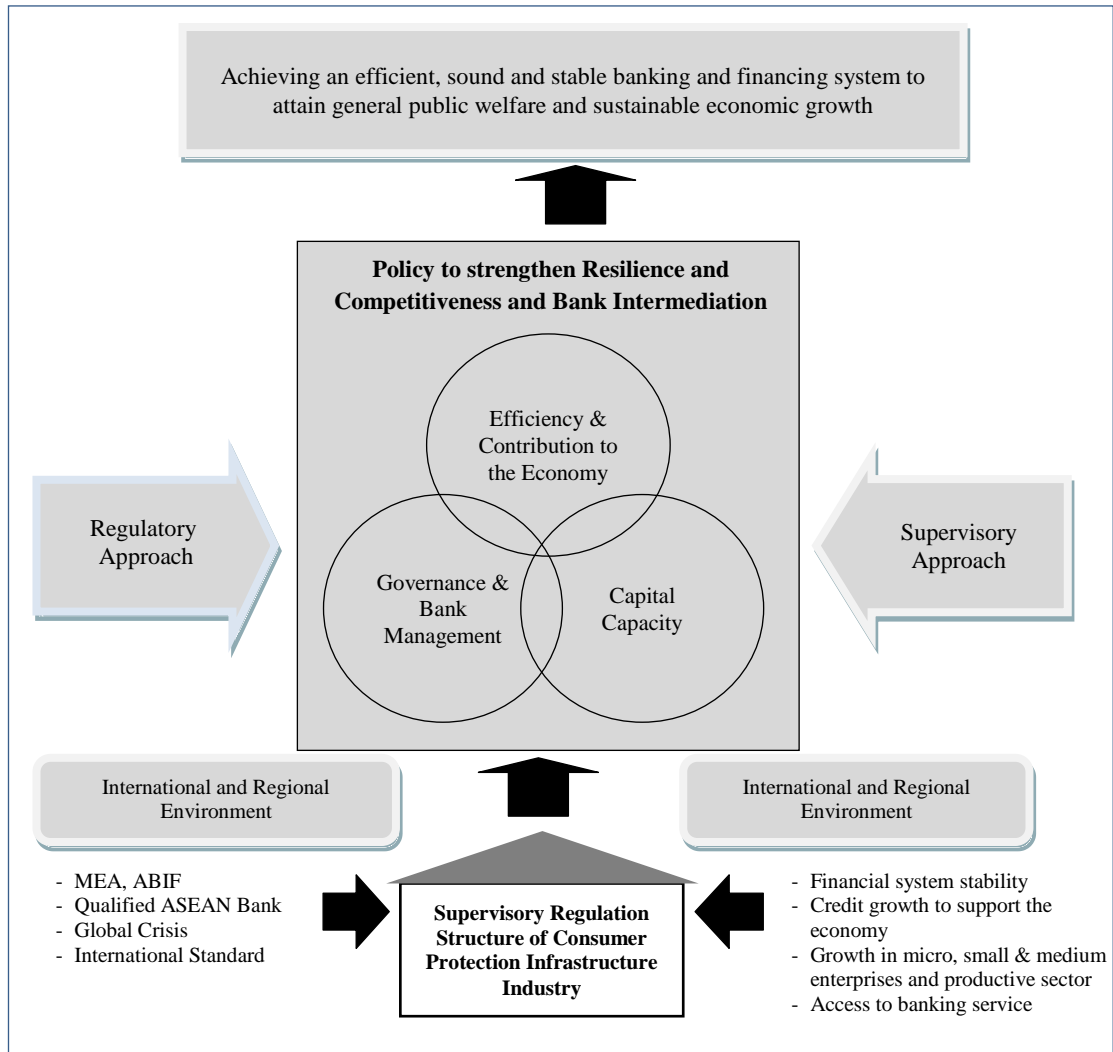 Achieving an efficient, sound and stable banking and financing system to
attain general public welfare and sustainable economic growth
Policy to strengthen Resilience and
Competitiveness and Bank Intermediation
Efficiency &
Contribution to
the Economy
Regulatory
Approach
Supervisory
Approach
Governance &
Bank
Management
Capital
Capacity
International and Regional
Environment
International and Regional
Environment
- MEA, ABIF
- Qualified ASEAN Bank
- Global Crisis
- International Standard
Supervisory Regulation
Structure of Consumer
Protection Infrastructure
Industry
- Financial system stability
- Credit growth to support the
economy
- Growth in micro, small & medium
enterprises and productive sector
- Access to banking service